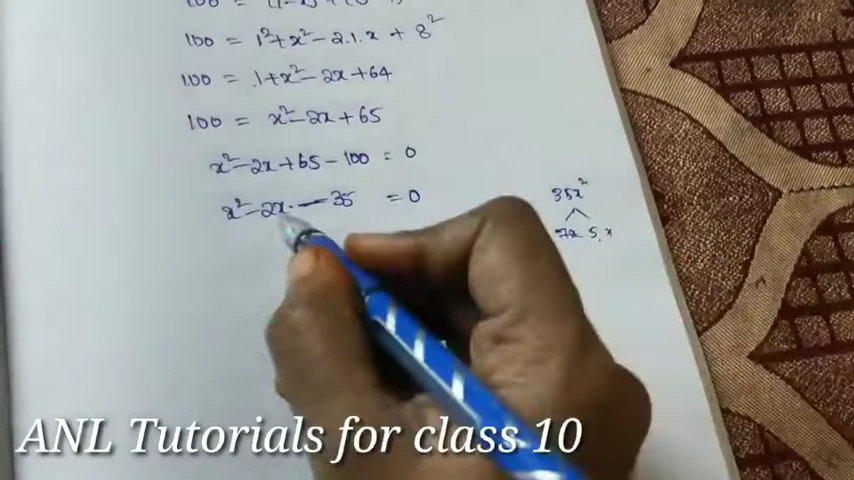 100 =
100 = 1²+x²-2.1.x + 8²
100 = 1+x²-2x+64
100 = x²-2x+65
x²-2x+65-100 = 0
x²-2x-35 = 0
35x²
-7x 5.x
ANL Tutorials for class 10